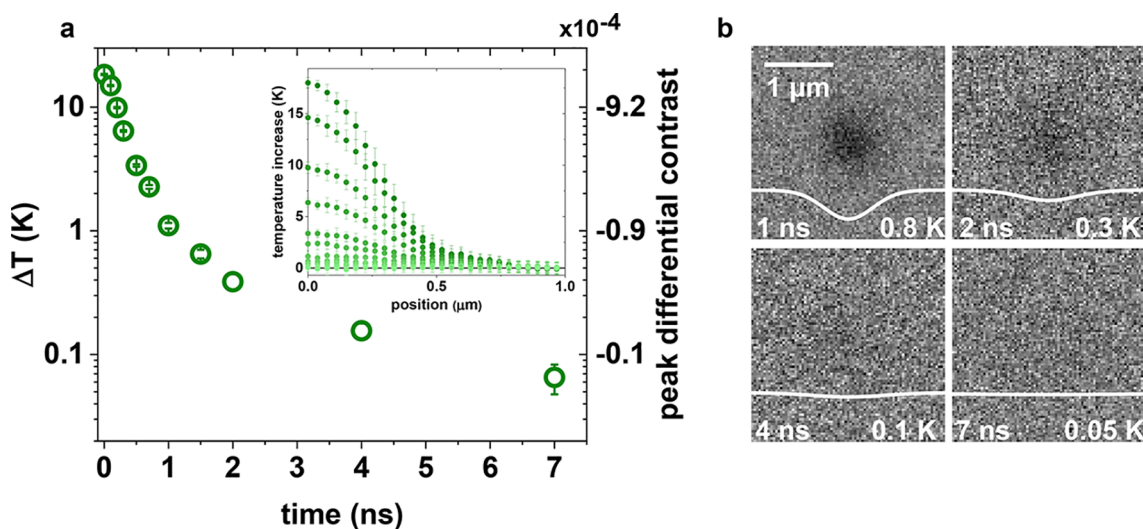 a
x10⁻⁴
b
10
1
0.1
ΔT (K)
-9.2
-0.9
-0.1
peak differential contrast
0 1 2 3 4 5 6 7
time (ns)
15
10
5
0
temperature increase (K)
0.0 0.5 1.0
position (μm)
1 μm
1 ns 0.8 K
2 ns 0.3 K
4 ns 0.1 K
7 ns 0.05 K